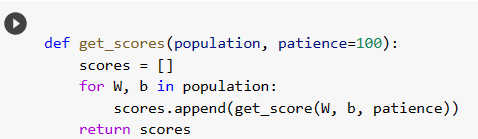 def get_scores(population, patience=100):
    scores = []
    for W, b in population:
        scores.append(get_score(W, b, patience))
    return scores